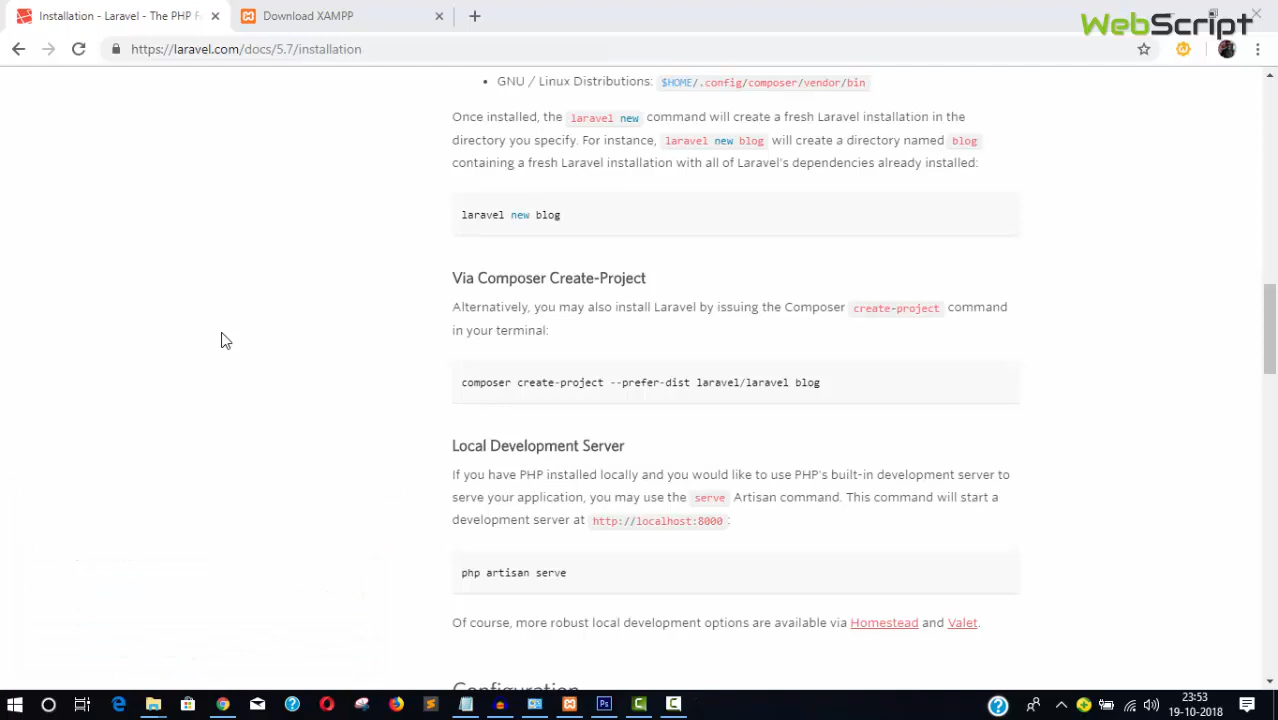 Installation - Laravel - The PHP F
Download XAMPP
WebScript
https://laravel.com/docs/5.7/installation
• GNU / Linux Distributions: $HOME/.config/composer/vendor/bin
Once installed, the laravel new command will create a fresh Laravel installation in the
directory you specify. For instance, laravel new blog will create a directory named blog
containing a fresh Laravel installation with all of Laravel's dependencies already installed:
laravel new blog
Via Composer Create-Project
Alternatively, you may also install Laravel by issuing the Composer create-project command
in your terminal:
composer create-project --prefer-dist laravel/laravel blog
Local Development Server
If you have PHP installed locally and you would like to use PHP's built-in development server to
serve your application, you may use the serve Artisan command. This command will start a
development server at http://localhost:8000 :
php artisan serve
Of course, more robust local development options are available via Homestead and Valet.
Configuration
23:53
19-10-2018